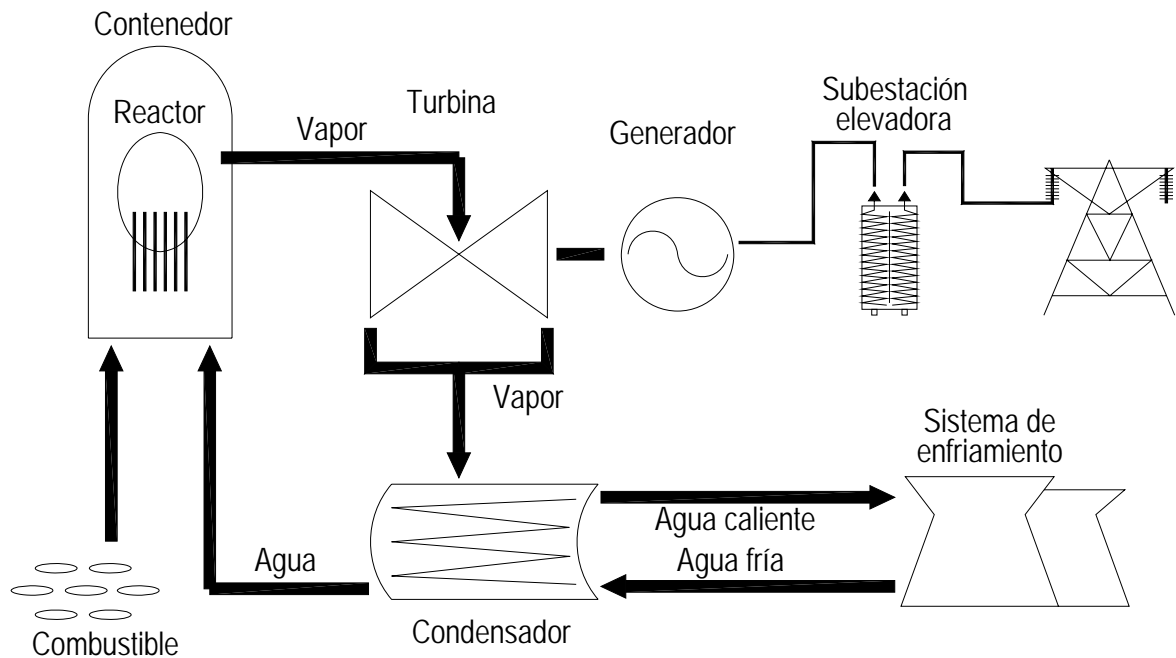 Contenedor
Reactor
Vapor
Turbina
Generador
Subestación
elevadora
Vapor
Sistema de
enfriamiento
Agua caliente
Agua fría
Agua
Combustible
Condensador